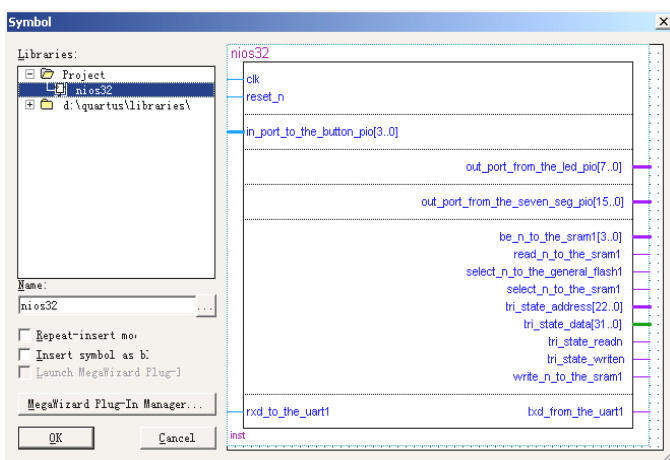 Symbol
Libraries:
Project
nios32
d:\quartus\libraries\
Name:
nios32
...
Repeat-insert mo
Insert symbol as b
Launch MegaWizard Plug-I
MegaWizard Plug-In Manager...
OK
Cancel
nios32
clk
reset_n
in_port_to_the_button_pio[3..0]
out_port_from_the_led_pio[7..0]
out_port_from_the_seven_seg_pio[15..0]
be_n_to_the_sram1[3..0]
read_n_to_the_sram1
select_n_to_the_general_flash1
select_n_to_the_sram1
tri_state_address[22..0]
tri_state_data[31..0]
tri_state_readn
tri_state_writen
write_n_to_the_sram1
rxd_to_the_uart1
txd_from_the_uart1
inst